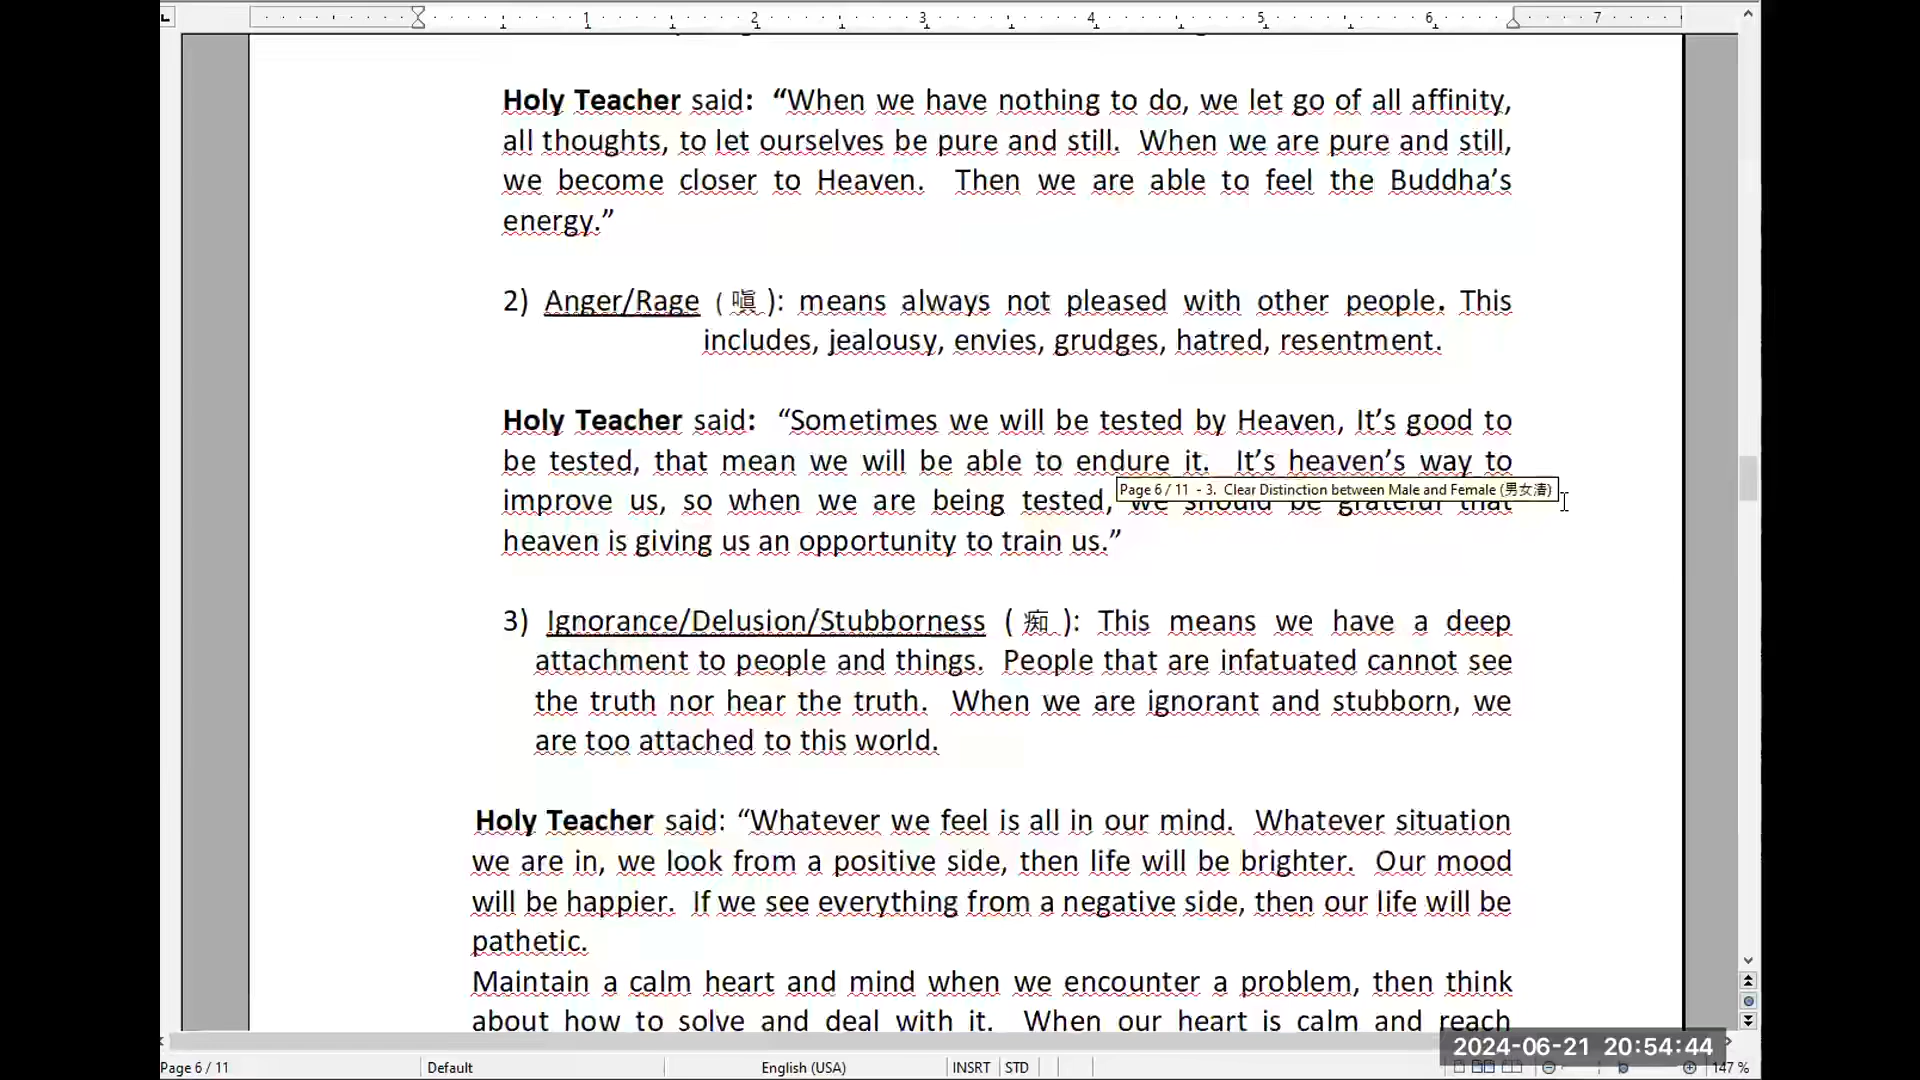 1 2 3 4 5 6 7
Holy Teacher said:  “When we have nothing to do, we let go of all affinity,
all thoughts, to let ourselves be pure and still.  When we are pure and still,
we become closer to Heaven.  Then we are able to feel the Buddha’s
energy.”
2) Anger/Rage (嗔): means always not pleased with other people. This
includes, jealousy, envies, grudges, hatred, resentment.
Holy Teacher said:  “Sometimes we will be tested by Heaven, It’s good to
be tested, that mean we will be able to endure it.  It’s heaven’s way to
Page 6 / 11  - 3.  Clear Distinction between Male and Female (男女清)
improve us, so when we are being tested, we should be grateful that
heaven is giving us an opportunity to train us.”
3) Ignorance/Delusion/Stubborness (痴): This means we have a deep
attachment to people and things.  People that are infatuated cannot see
the truth nor hear the truth.  When we are ignorant and stubborn, we
are too attached to this world.
Holy Teacher said: “Whatever we feel is all in our mind.  Whatever situation
we are in, we look from a positive side, then life will be brighter.  Our mood
will be happier.  If we see everything from a negative side, then our life will be
pathetic.
Maintain a calm heart and mind when we encounter a problem, then think
about how to solve and deal with it.  When our heart is calm and reach
2024-06-21 20:54:44
Page 6 / 11 Default English (USA) INSRT STD 147 %